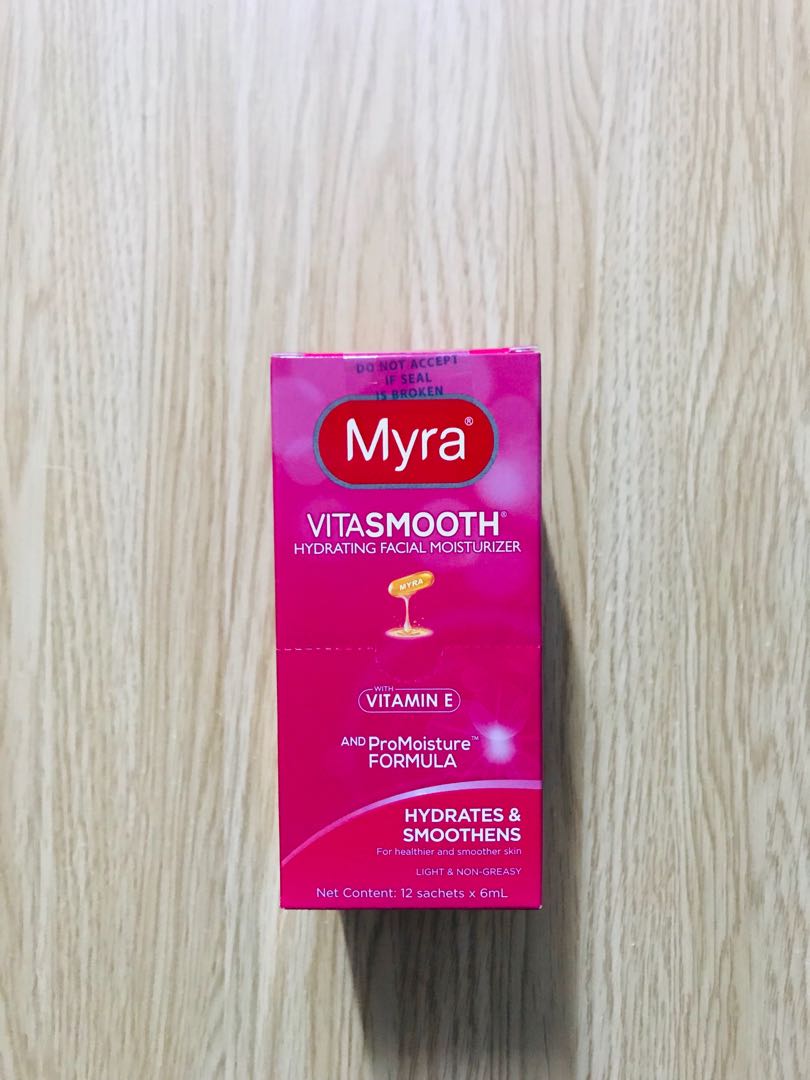 DO NOT ACCEPT
IF SEAL
IS BROKEN
Myra®
VITASMOOTH®
HYDRATING FACIAL MOISTURIZER
MYRA
WITH
VITAMIN E
AND ProMoisture™
FORMULA
HYDRATES &
SMOOTHENS
For healthier and smoother skin
LIGHT & NON-GREASY
Net Content: 12 sachets x 6mL